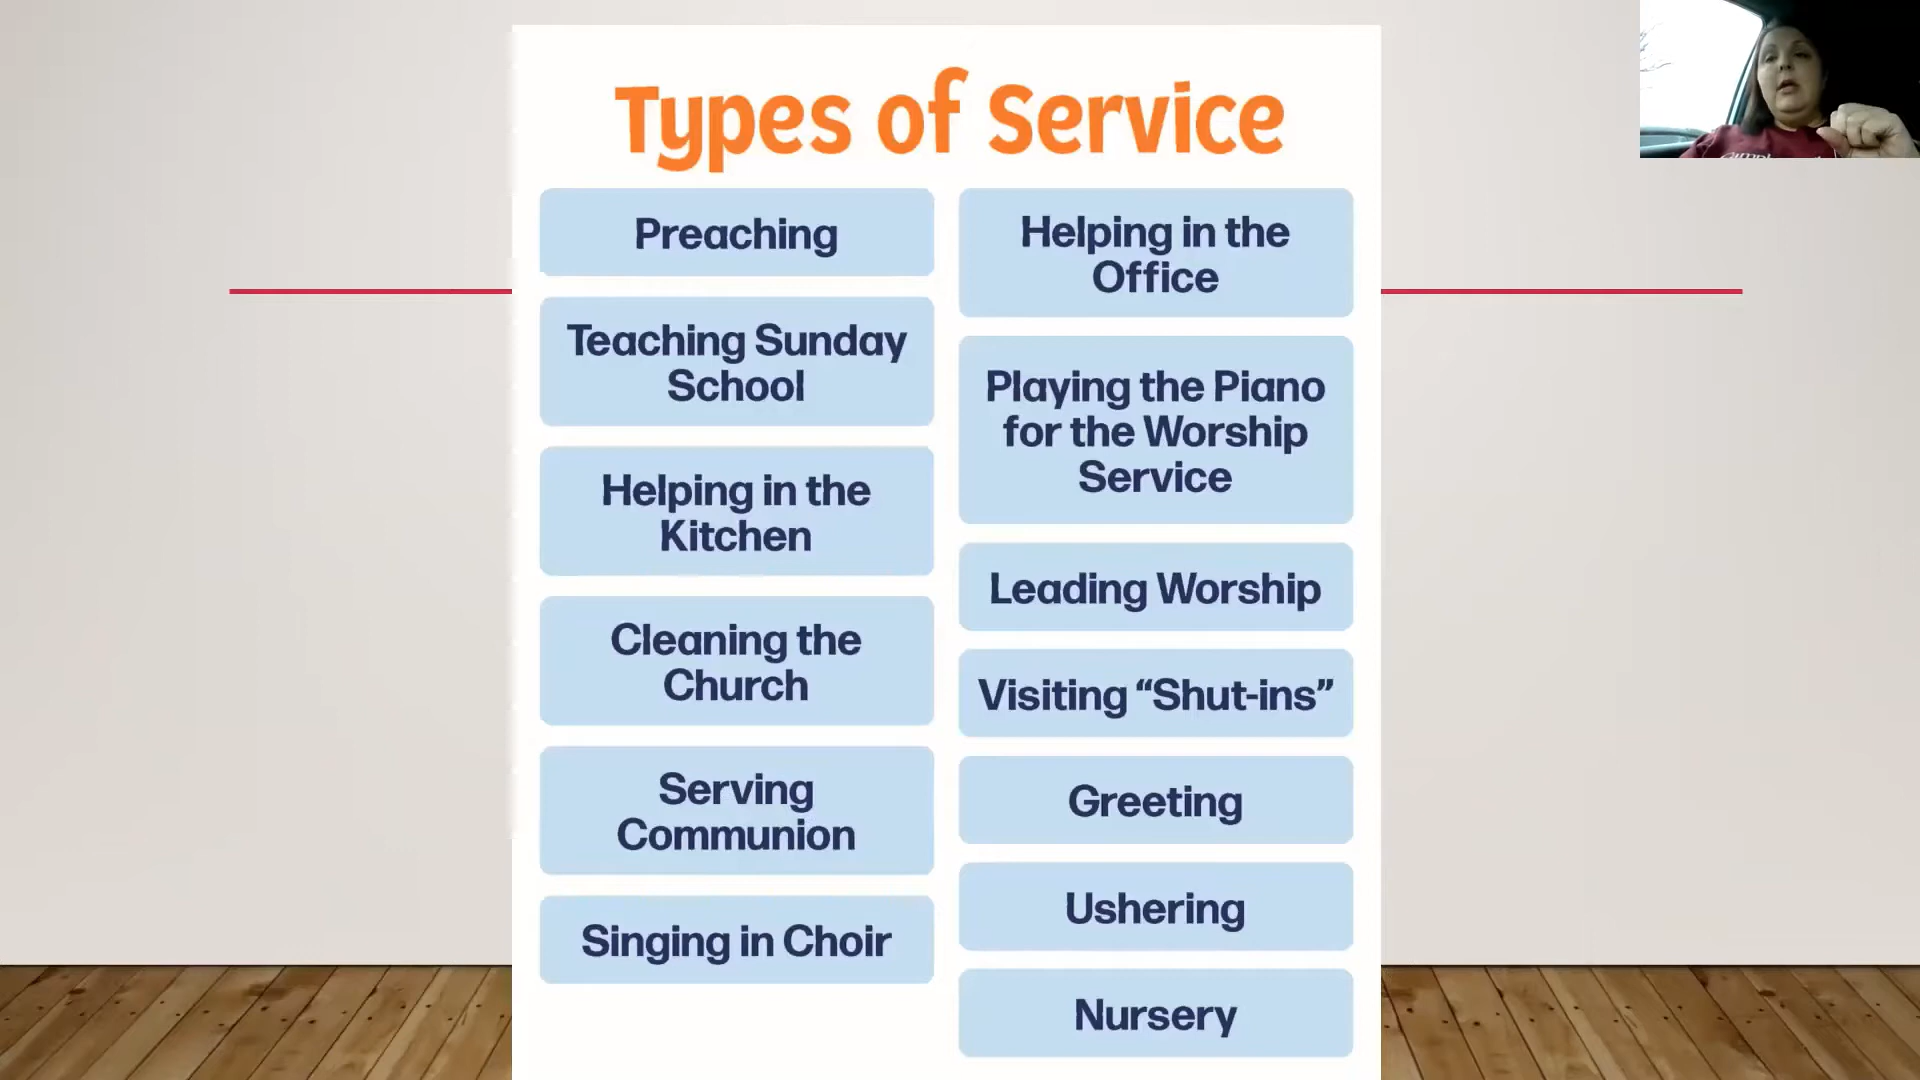 Types of Service
Preaching
Teaching Sunday
School
Helping in the
Kitchen
Cleaning the
Church
Serving
Communion
Singing in Choir
Helping in the
Office
Playing the Piano
for the Worship
Service
Leading Worship
Visiting “Shut-ins”
Greeting
Ushering
Nursery